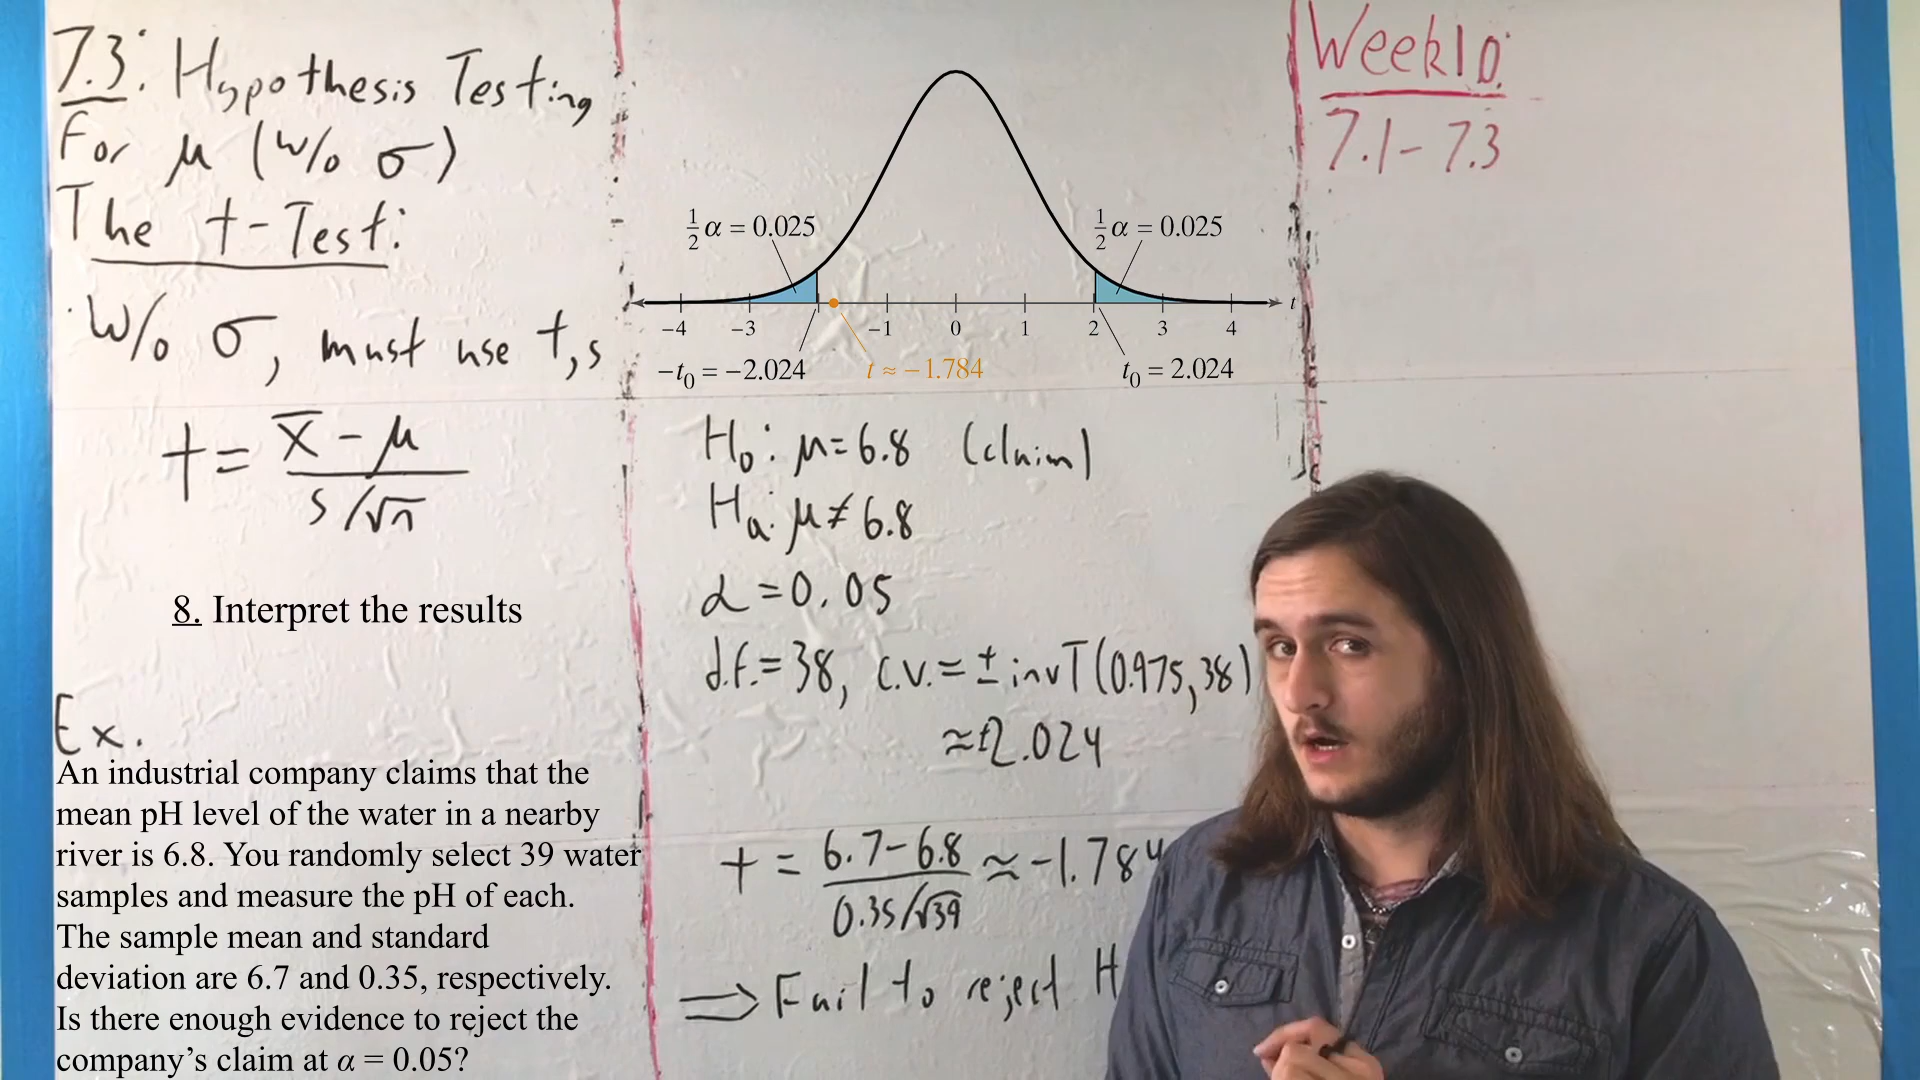 7.3: Hypothesis Testing
For μ (w/o σ)
The t-Test:
· W/o σ, must use t, s
t = x̄ - μ / s/√n
8. Interpret the results
Ex.
An industrial company claims that the
mean pH level of the water in a nearby
river is 6.8. You randomly select 39 water
samples and measure the pH of each.
The sample mean and standard
deviation are 6.7 and 0.35, respectively.
Is there enough evidence to reject the
company’s claim at α = 0.05?
½α = 0.025
½α = 0.025
-4 -3 -1 0 1 2 3 4 t
-t₀ = -2.024
t ≈ -1.784
t₀ = 2.024
H₀: μ = 6.8 (claim)
Hₐ: μ ≠ 6.8
α = 0.05
d.f. = 38, c.v. = ± invT(0.975, 38)
≈ ±2.024
t = 6.7 - 6.8 / 0.35/√39 ≈ -1.784
⇒ Fail to reject H
Week 10:
7.1 - 7.3